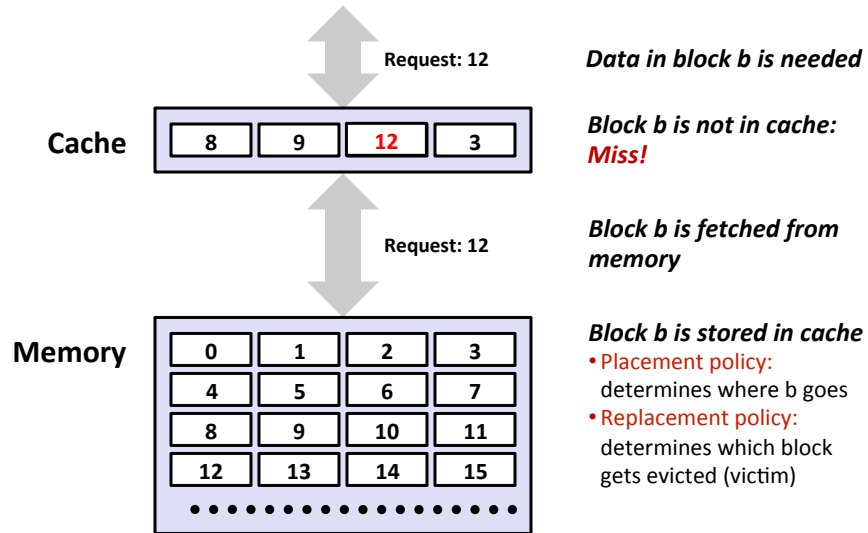 Request: 12
Data in block b is needed
Cache
8 9 12 3
Block b is not in cache:
Miss!
Request: 12
Block b is fetched from
memory
Memory
0 1 2 3
4 5 6 7
8 9 10 11
12 13 14 15
Block b is stored in cache
• Placement policy:
determines where b goes
• Replacement policy:
determines which block
gets evicted (victim)